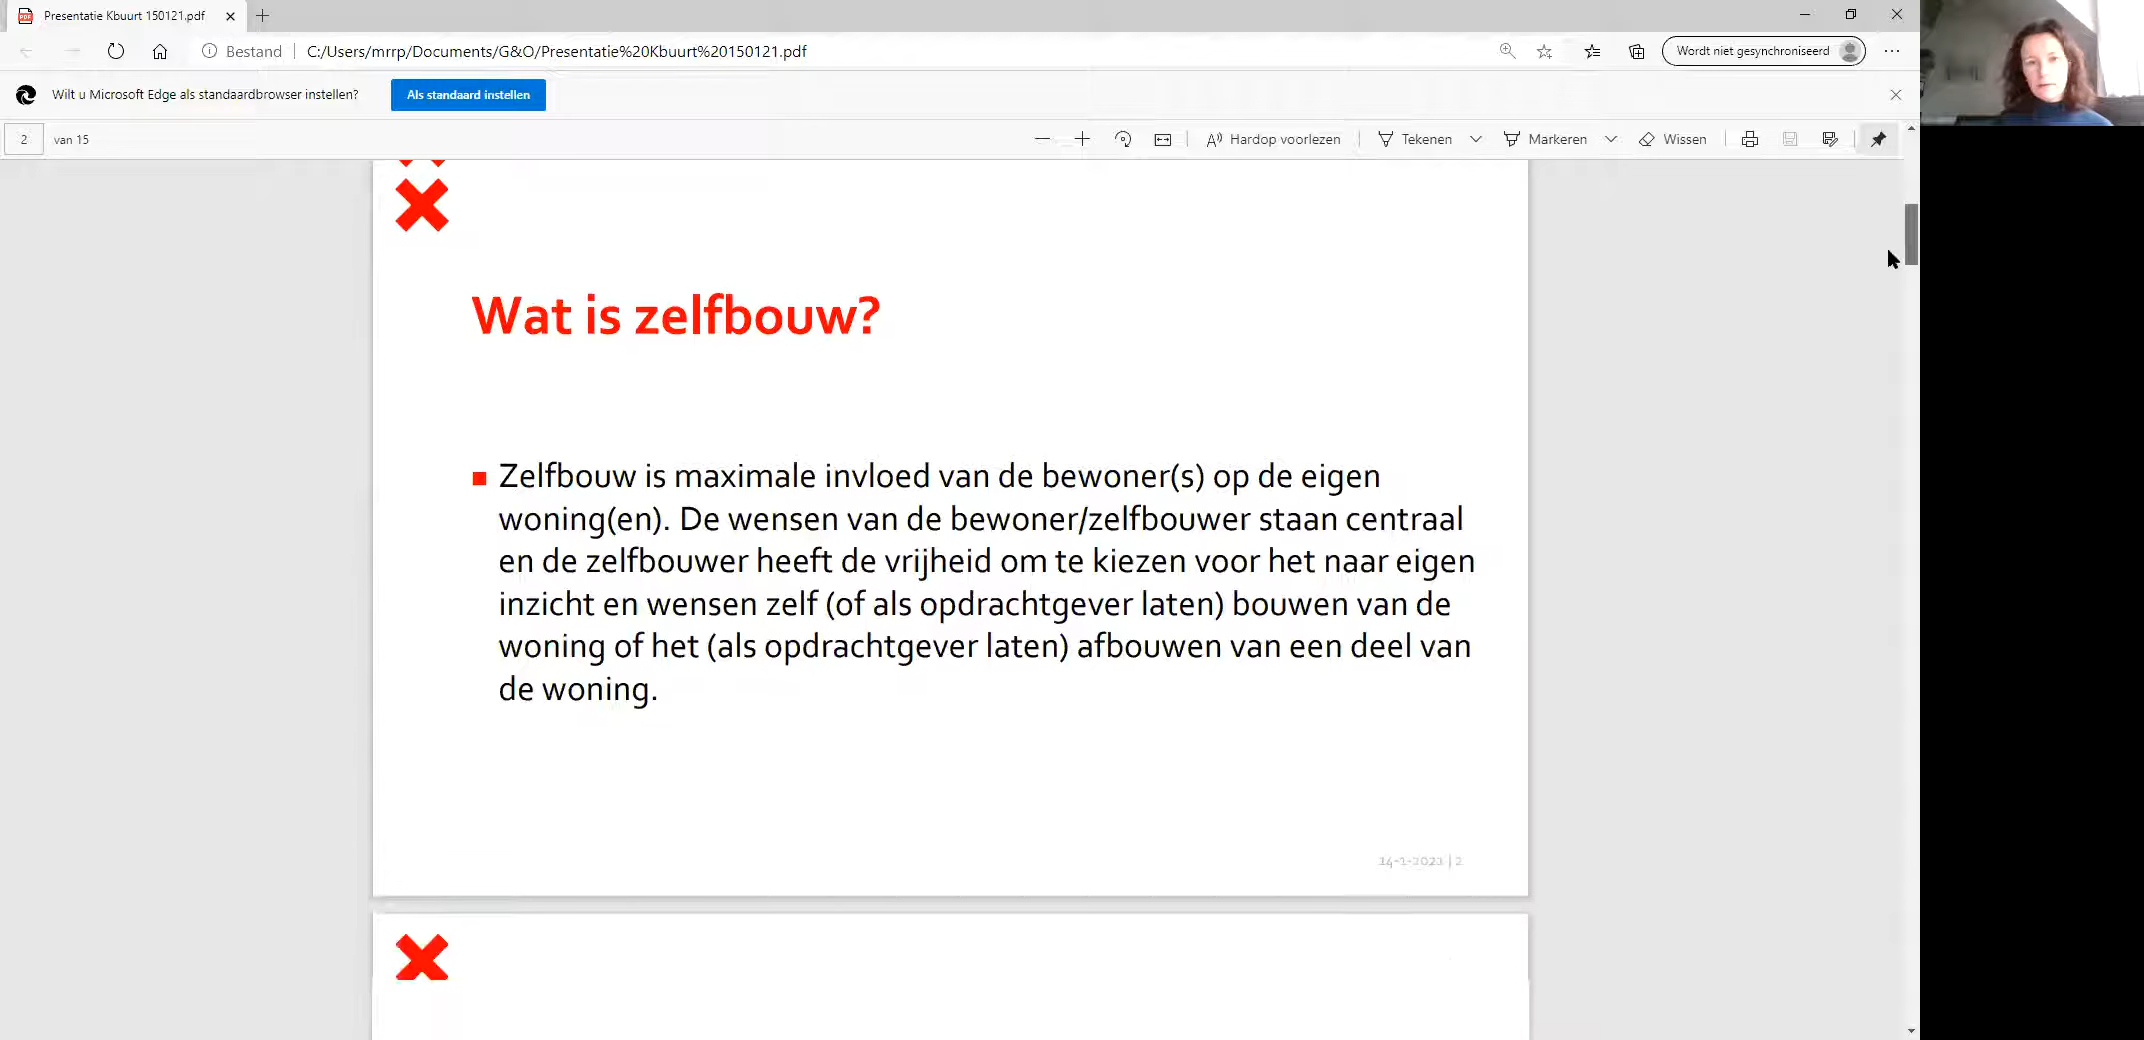 Presentatie Kbuurt 150121.pdf
Bestand
C:/Users/mrrp/Documents/G&O/Presentatie%20Kbuurt%20150121.pdf
Wordt niet gesynchroniseerd
Wilt u Microsoft Edge als standaardbrowser instellen?
Als standaard instellen
2 van 15
Hardop voorlezen
Tekenen
Markeren
Wissen
Wat is zelfbouw?
Zelfbouw is maximale invloed van de bewoner(s) op de eigen
woning(en). De wensen van de bewoner/zelfbouwer staan centraal
en de zelfbouwer heeft de vrijheid om te kiezen voor het naar eigen
inzicht en wensen zelf (of als opdrachtgever laten) bouwen van de
woning of het (als opdrachtgever laten) afbouwen van een deel van
de woning.
14-1-2021 | 2